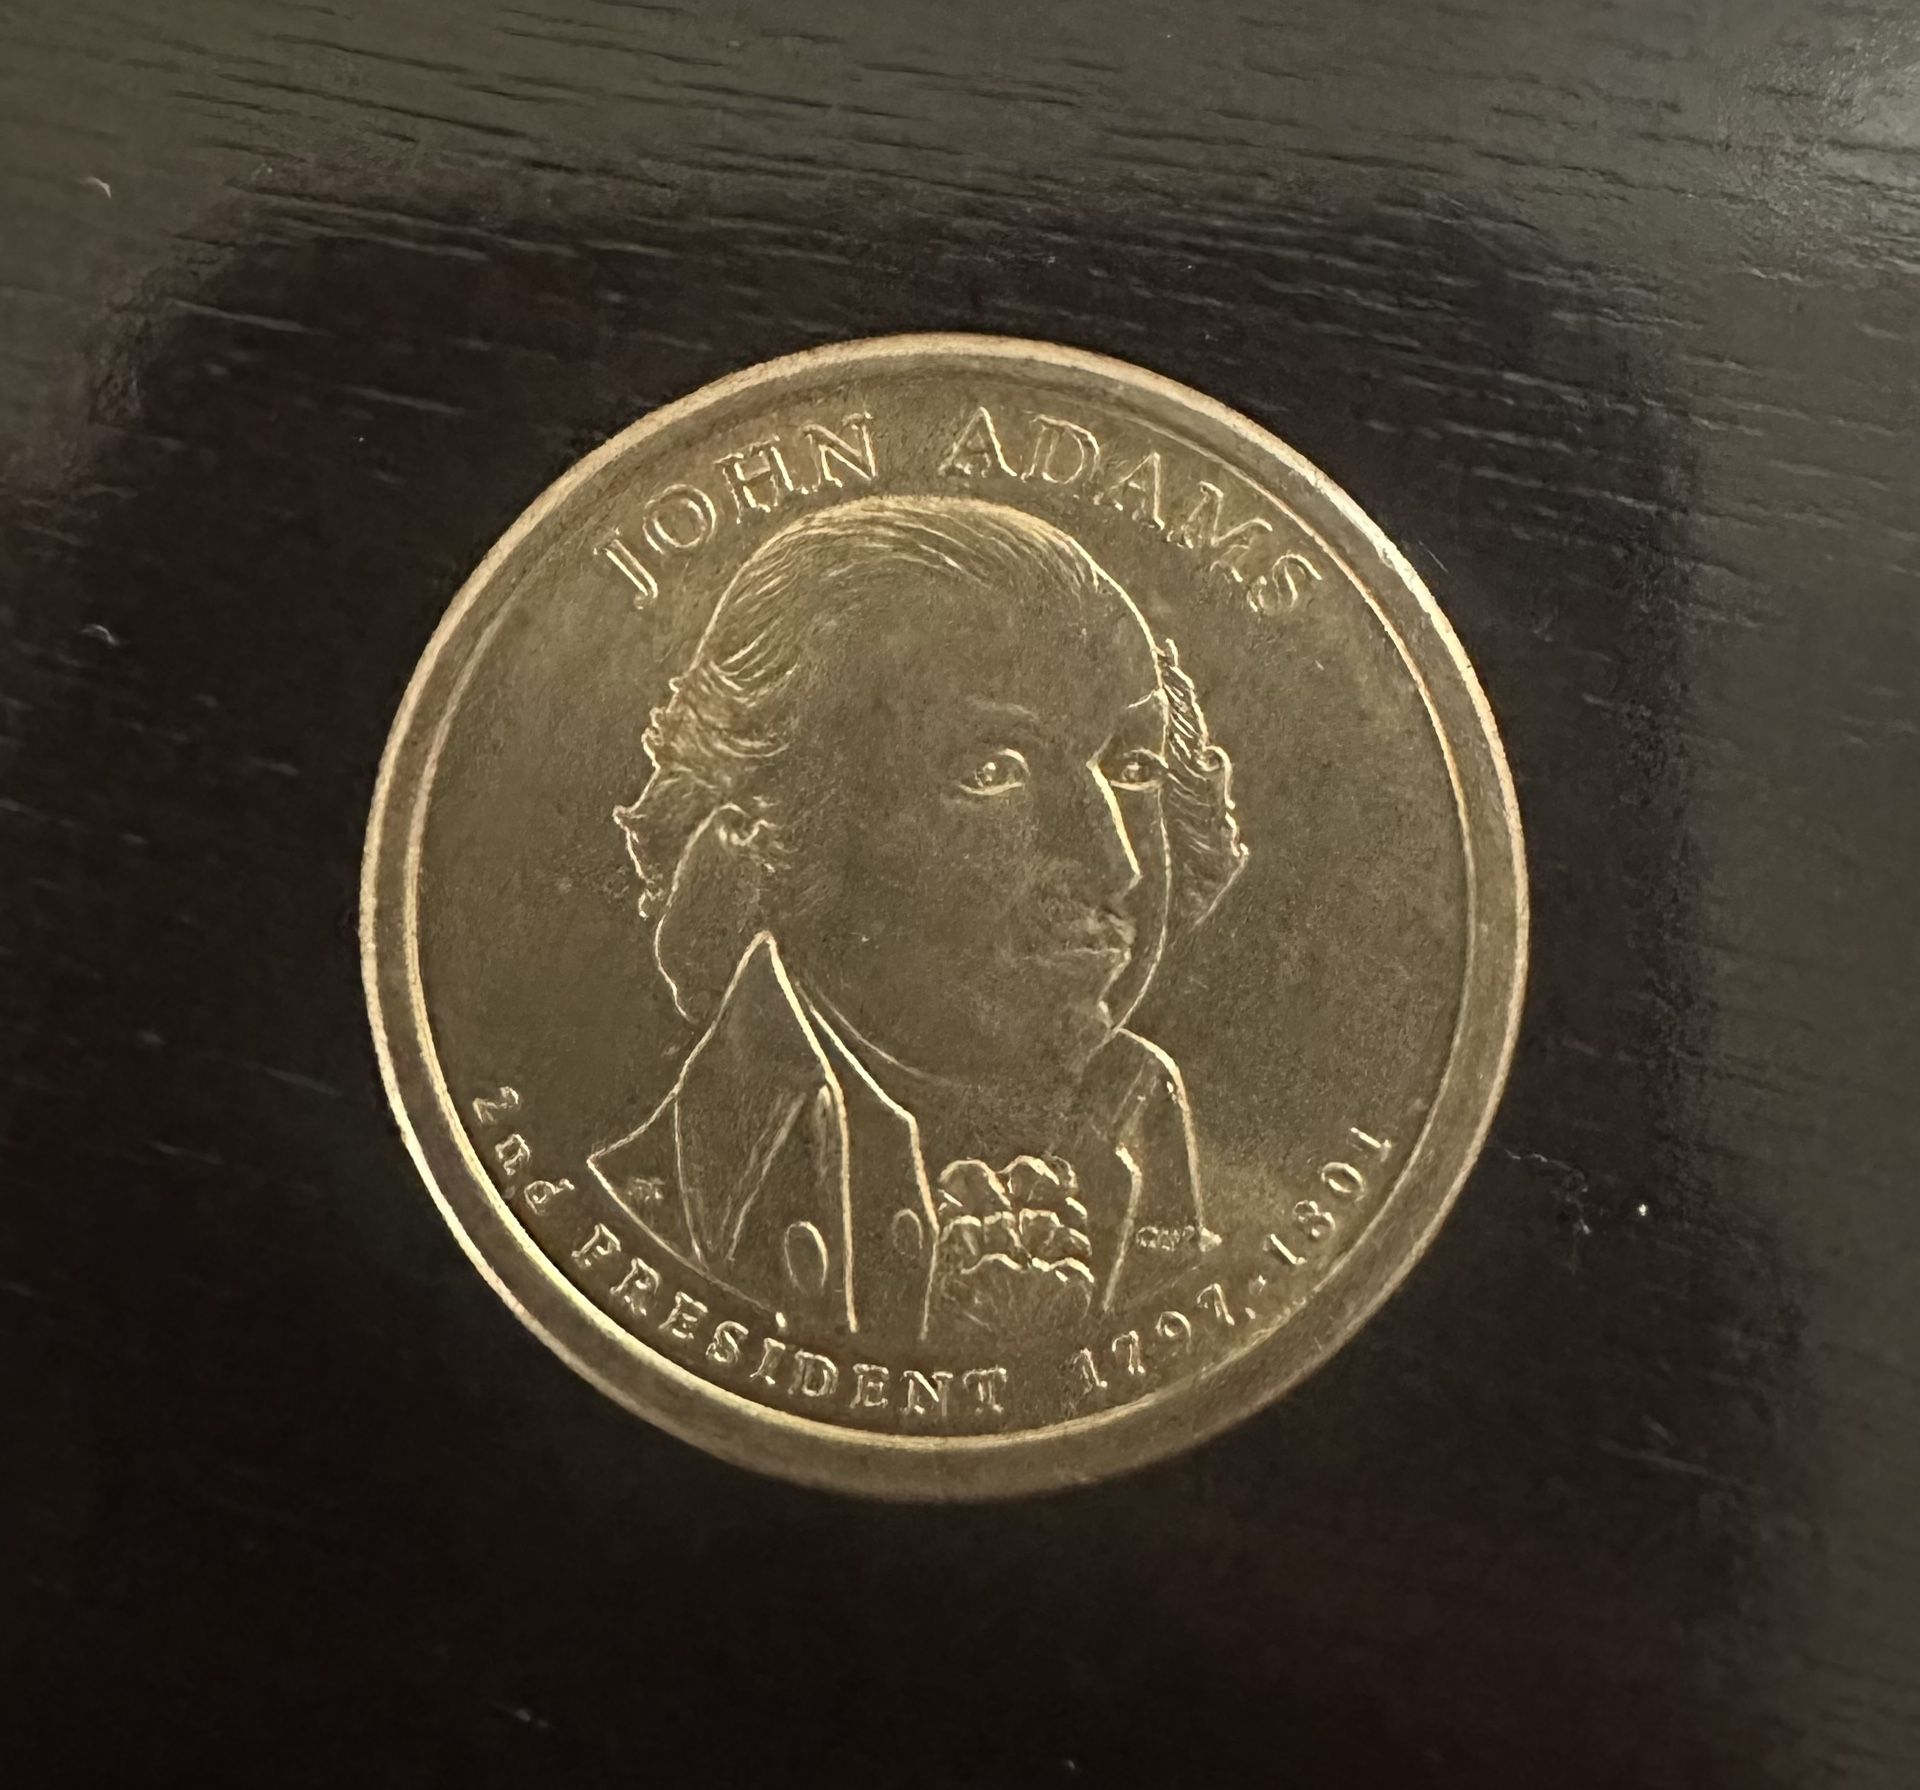 JOHN ADAMS
2nd PRESIDENT 1797-1801